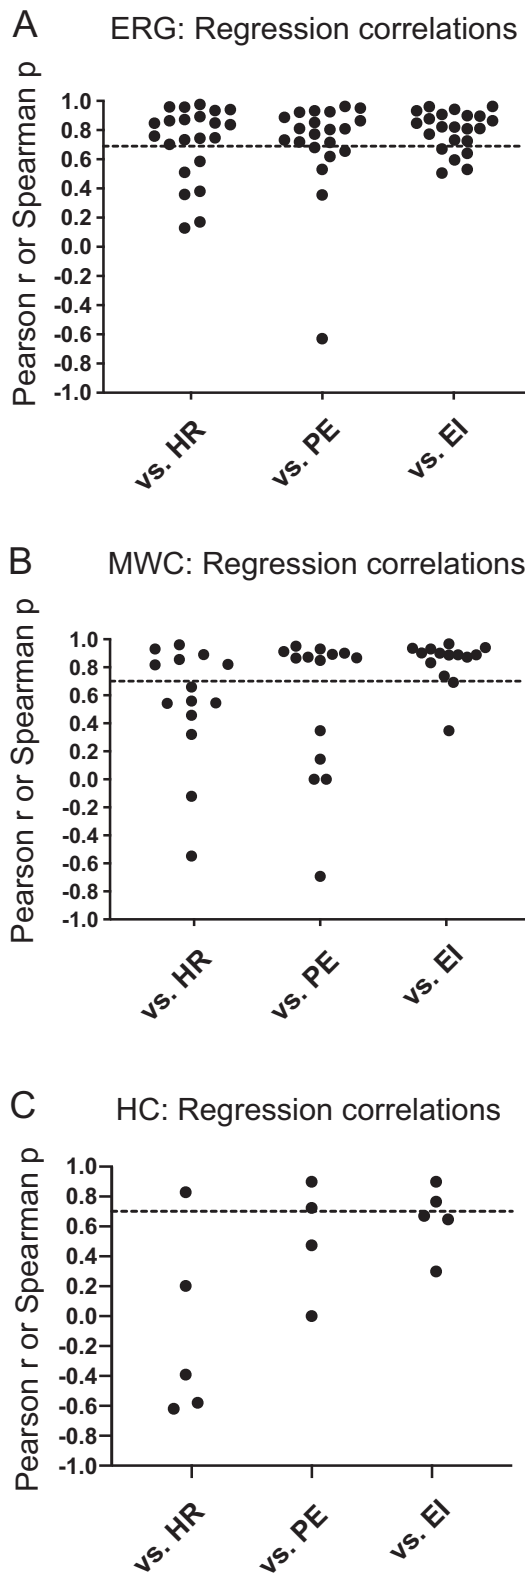 A ERG: Regression correlations
Pearson r or Spearman p
1.0
0.8
0.6
0.4
0.2
0.0
-0.2
-0.4
-0.6
-0.8
-1.0
vs. HR
vs. PE
vs. EI
B MWC: Regression correlations
Pearson r or Spearman p
1.0
0.8
0.6
0.4
0.2
0.0
-0.2
-0.4
-0.6
-0.8
-1.0
vs. HR
vs. PE
vs. EI
C HC: Regression correlations
Pearson r or Spearman p
1.0
0.8
0.6
0.4
0.2
0.0
-0.2
-0.4
-0.6
-0.8
-1.0
vs. HR
vs. PE
vs. EI